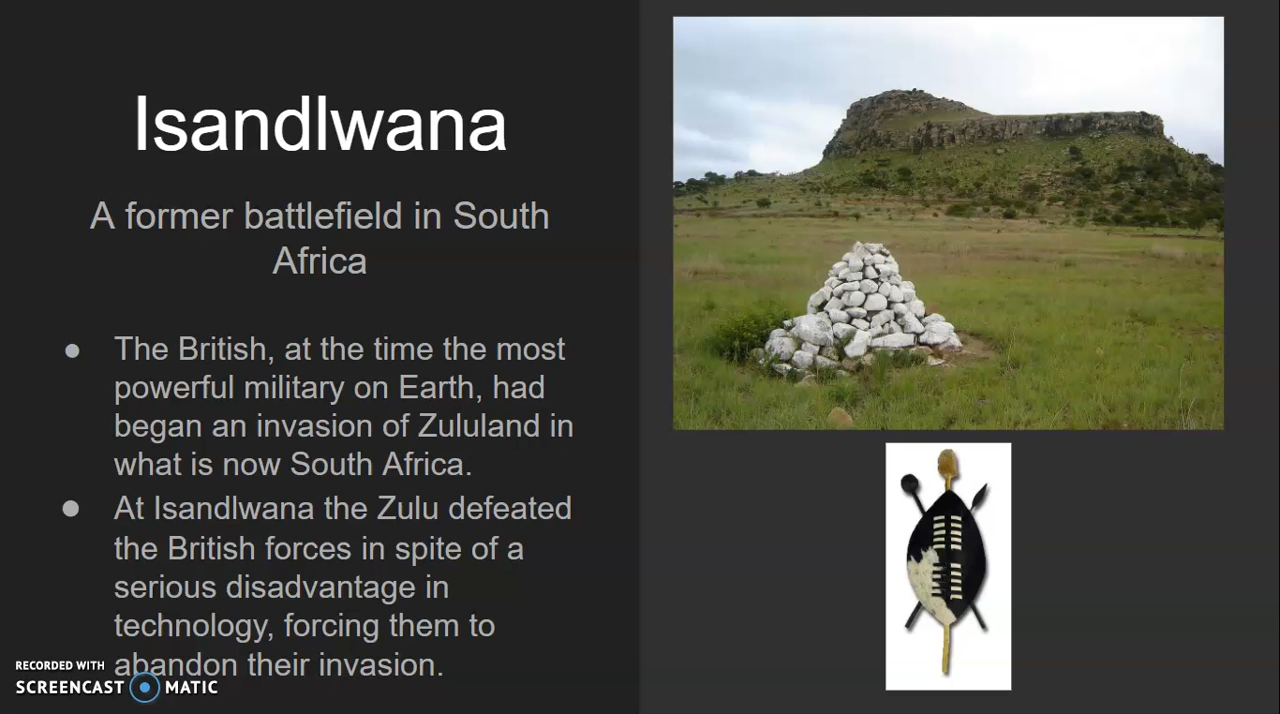 Isandlwana
A former battlefield in South
Africa
● The British, at the time the most
powerful military on Earth, had
began an invasion of Zululand in
what is now South Africa.
● At Isandlwana the Zulu defeated
the British forces in spite of a
serious disadvantage in
technology, forcing them to
abandon their invasion.
RECORDED WITH
SCREENCAST MATIC